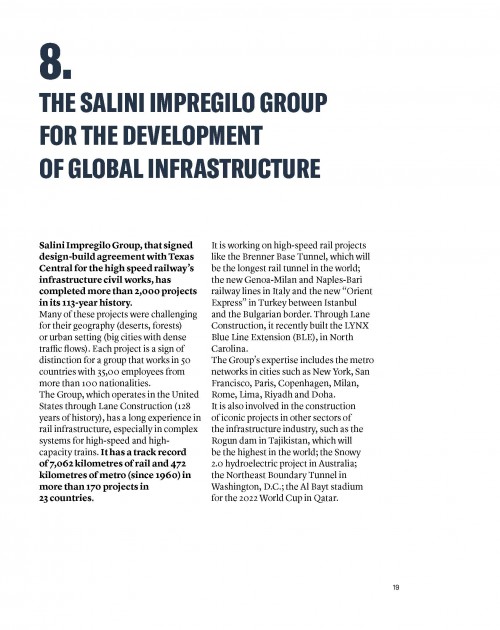 8.
THE SALINI IMPREGILO GROUP
FOR THE DEVELOPMENT
OF GLOBAL INFRASTRUCTURE
Salini Impregilo Group, that signed
design-build agreement with Texas
Central for the high speed railway's
infrastructure civil works, has
completed more than 2,000 projects
in its 113-year history.
Many of these projects were challenging
for their geography (deserts, forests)
or urban setting (big cities with dense
traffic flows). Each project is a sign of
distinction for a group that works in 50
countries with 35,00 employees from
more than 100 nationalities.
The Group, which operates in the United
States through Lane Construction (128
years of history), has a long experience in
rail infrastructure, especially in complex
systems for high-speed and high-
capacity trains. It has a track record
of 7,062 kilometres of rail and 472
kilometres of metro (since 1960) in
more than 170 projects in
23 countries.
It is working on high-speed rail projects
like the Brenner Base Tunnel, which will
be the longest rail tunnel in the world;
the new Genoa-Milan and Naples-Bari
railway lines in Italy and the new “Orient
Express” in Turkey between Istanbul
and the Bulgarian border. Through Lane
Construction, it recently built the LYNX
Blue Line Extension (BLE), in North
Carolina.
The Group's expertise includes the metro
networks in cities such as New York, San
Francisco, Paris, Copenhagen, Milan,
Rome, Lima, Riyadh and Doha.
It is also involved in the construction
of iconic projects in other sectors of
the infrastructure industry, such as the
Rogun dam in Tajikistan, which will
be the highest in the world; the Snowy
2.0 hydroelectric project in Australia;
the Northeast Boundary Tunnel in
Washington, D.C.; the Al Bayt stadium
for the 2022 World Cup in Qatar.
19